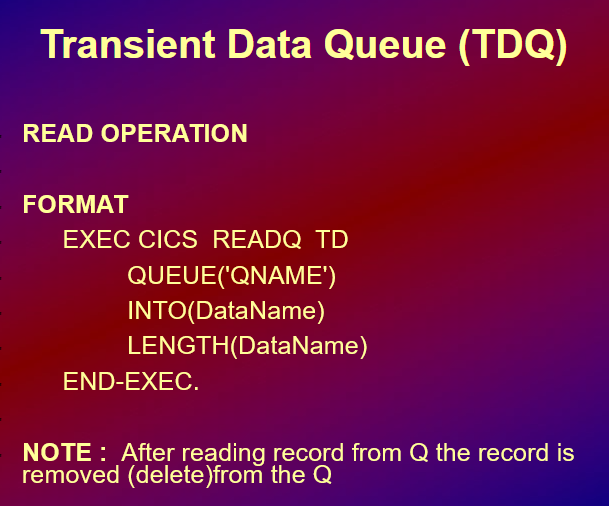 Transient Data Queue (TDQ)
READ OPERATION
FORMAT
EXEC CICS  READQ  TD
QUEUE('QNAME')
INTO(DataName)
LENGTH(DataName)
END-EXEC.
NOTE :  After reading record from Q the record is
removed (delete)from the Q